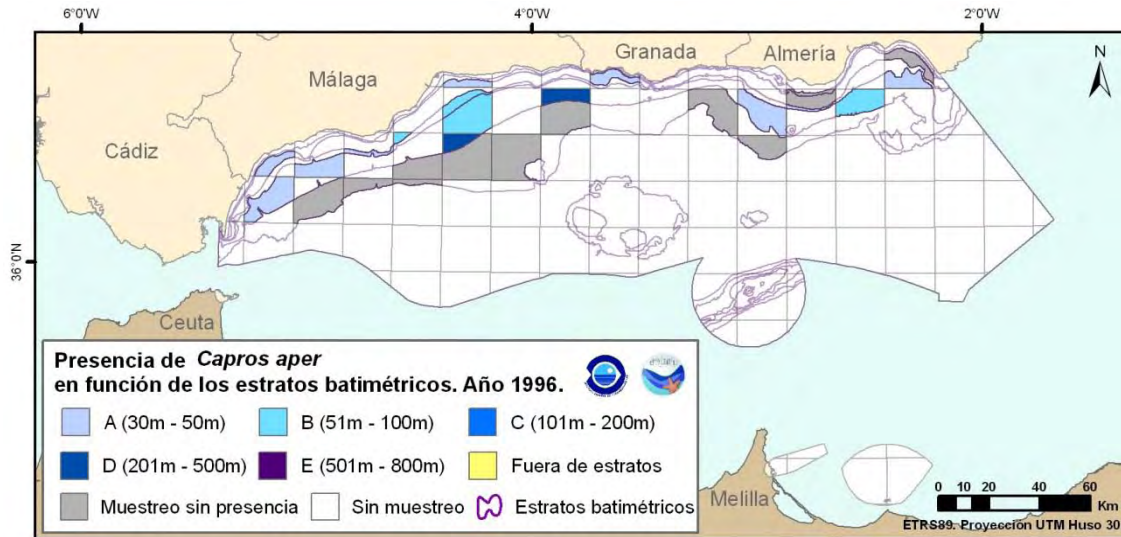 6°0'W
4°0'W
2°0'W
N
Granada
Almería
Málaga
Cádiz
36°0'N
Ceuta
Presencia de Capros aper
en función de los estratos batimétricos. Año 1996.
A (30m - 50m)
B (51m - 100m)
C (101m - 200m)
D (201m - 500m)
E (501m - 800m)
Fuera de estratos
Muestreo sin presencia
Sin muestreo
Estratos batimétricos
Melilla
0 10 20 40 60
Km
ETRS89. Proyección UTM Huso 30